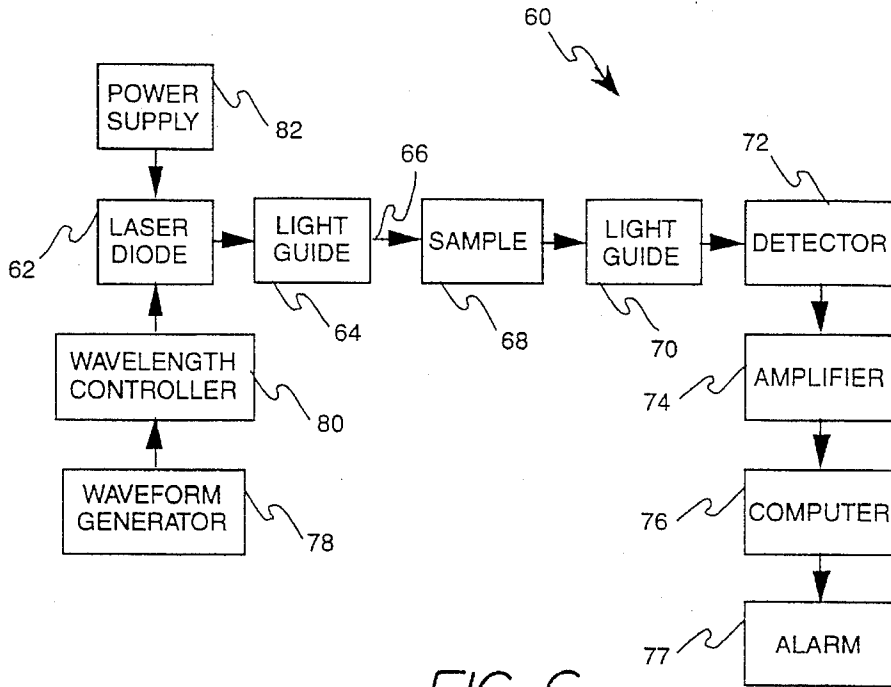 60
POWER
SUPPLY
82
72
66
LASER
DIODE
62
LIGHT
GUIDE
64
SAMPLE
68
LIGHT
GUIDE
70
DETECTOR
WAVELENGTH
CONTROLLER
80
74
AMPLIFIER
WAVEFORM
GENERATOR
78
76
COMPUTER
77
ALARM
FIG